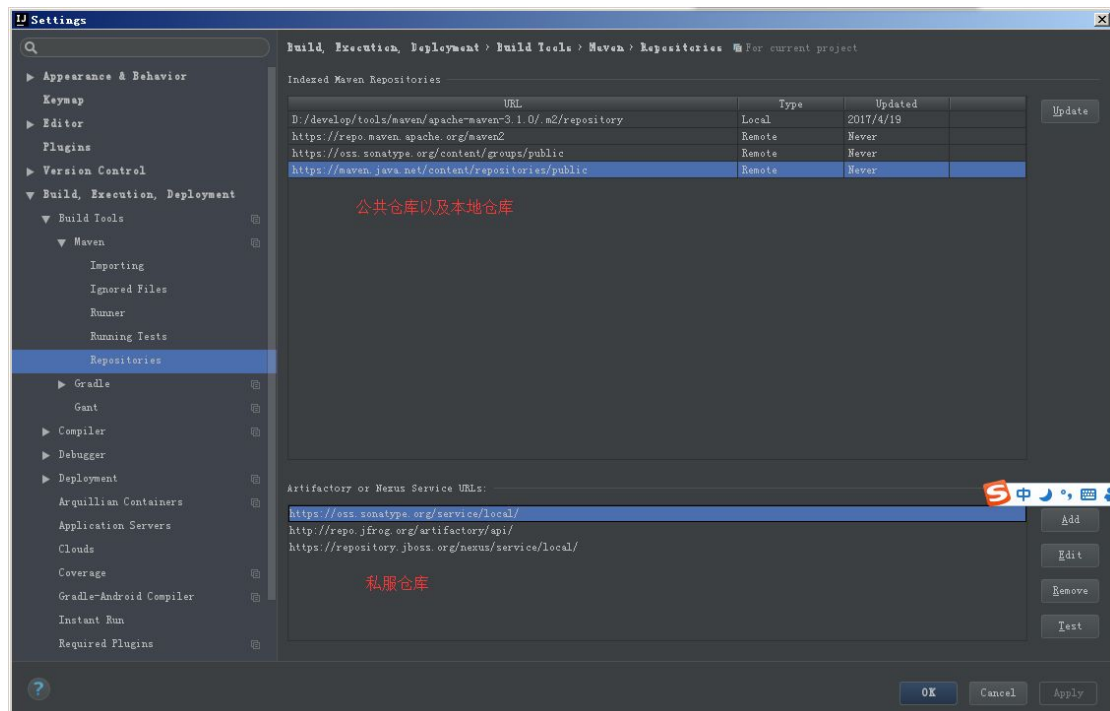 Settings
Build, Execution, Deployment › Build Tools › Maven › Repositories For current project
Appearance & Behavior
Keymap
Editor
Plugins
Version Control
Build, Execution, Deployment
Build Tools
Maven
Importing
Ignored Files
Runner
Running Tests
Repositories
Gradle
Gant
Compiler
Debugger
Deployment
Arquillian Containers
Application Servers
Clouds
Coverage
Gradle-Android Compiler
Instant Run
Required Plugins
Indexed Maven Repositories
URL Type Updated
D:/develop/tools/maven/apache-maven-3.1.0/.m2/repository Local 2017/4/19
https://repo.maven.apache.org/maven2 Remote Never
https://oss.sonatype.org/content/groups/public Remote Never
https://maven.java.net/content/repositories/public Remote Never
Update
公共仓库以及本地仓库
Artifactory or Nexus Service URLs:
https://oss.sonatype.org/service/local/
http://repo.jfrog.org/artifactory/api/
https://repository.jboss.org/nexus/service/local/
私服仓库
中
Add
Edit
Remove
Test
?
OK Cancel Apply